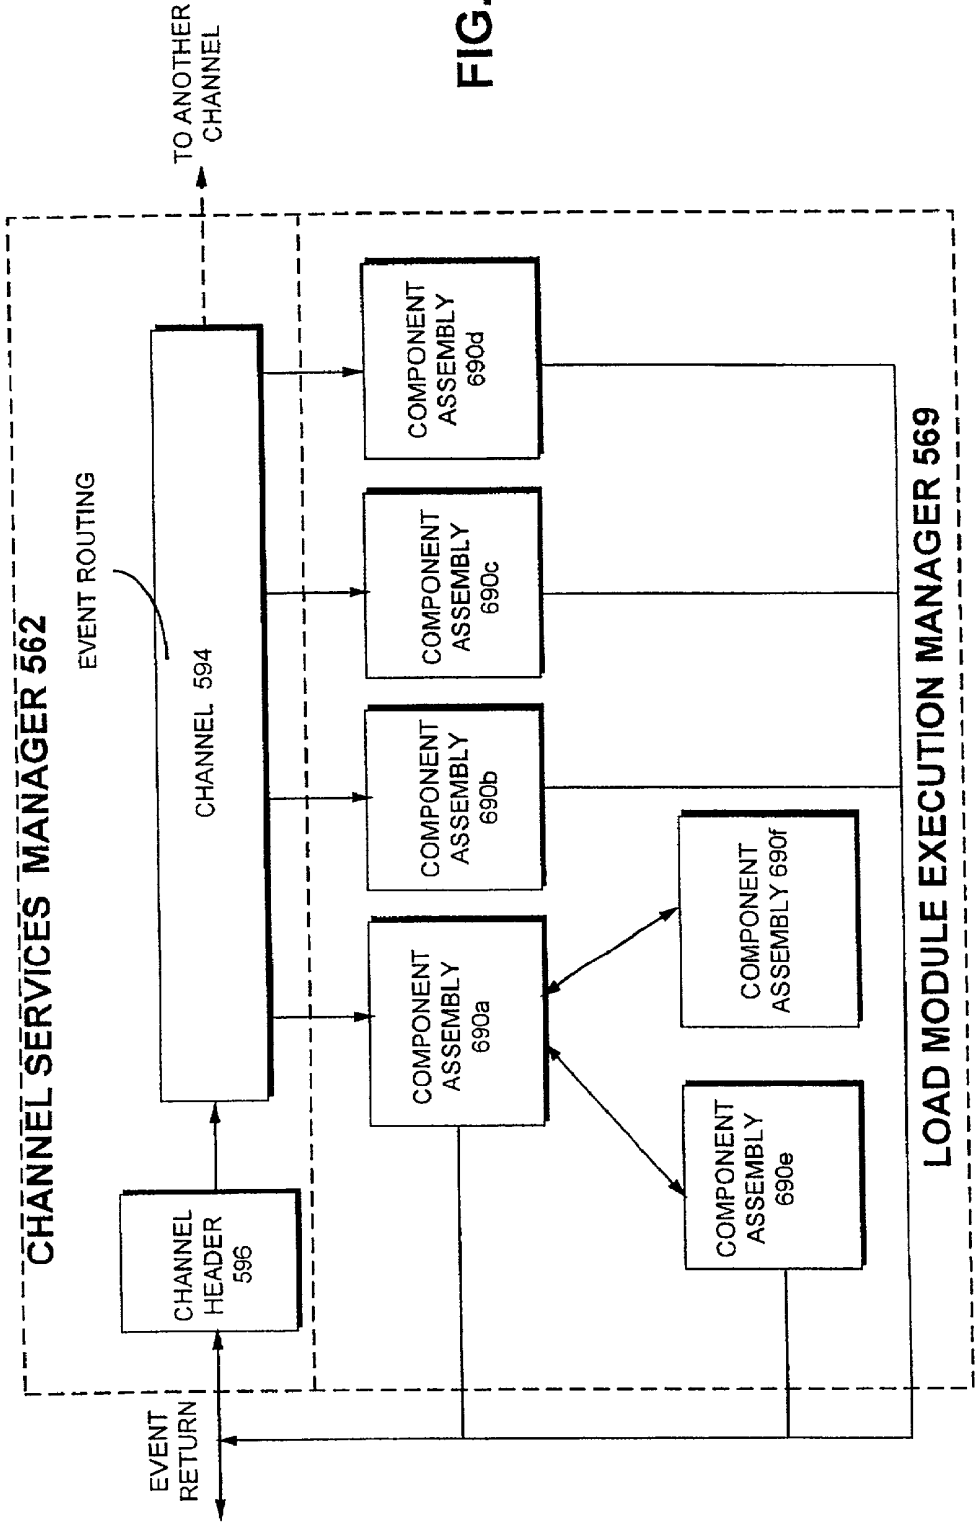 CHANNEL SERVICES MANAGER 562
EVENT ROUTING
TO ANOTHER
CHANNEL
EVENT
RETURN
CHANNEL
HEADER
596
CHANNEL 594
COMPONENT
ASSEMBLY
690a
COMPONENT
ASSEMBLY
690b
COMPONENT
ASSEMBLY
690c
COMPONENT
ASSEMBLY
690d
COMPONENT
ASSEMBLY
690e
COMPONENT
ASSEMBLY 690f
LOAD MODULE EXECUTION MANAGER 569
FIG.